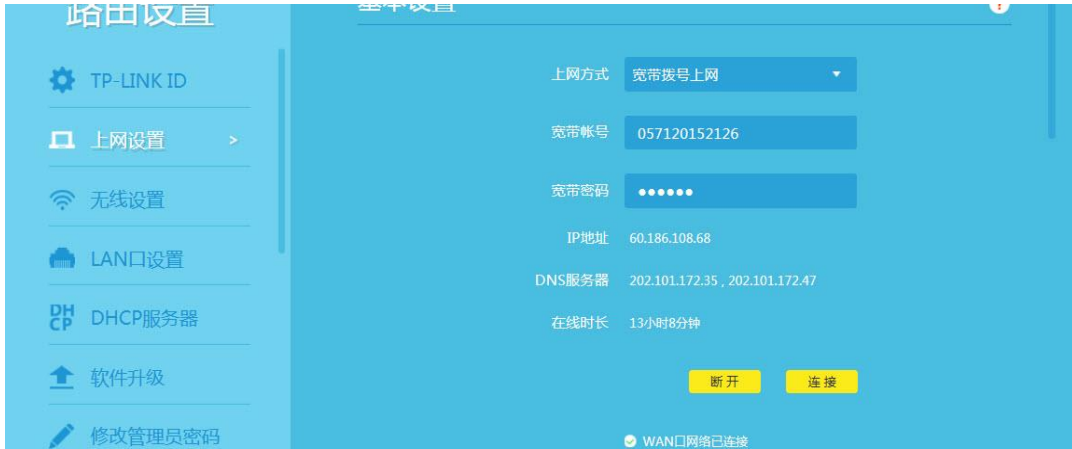 路由设置
TP-LINK ID
上网设置 >
无线设置
LAN口设置
DHCP DHCP服务器
软件升级
修改管理员密码
基本设置 ?
上网方式 宽带拨号上网
宽带帐号 057120152126
宽带密码 ●●●●●●
IP地址 60.186.108.68
DNS服务器 202.101.172.35 , 202.101.172.47
在线时长 13小时8分钟
断开 连接
WAN口网络已连接